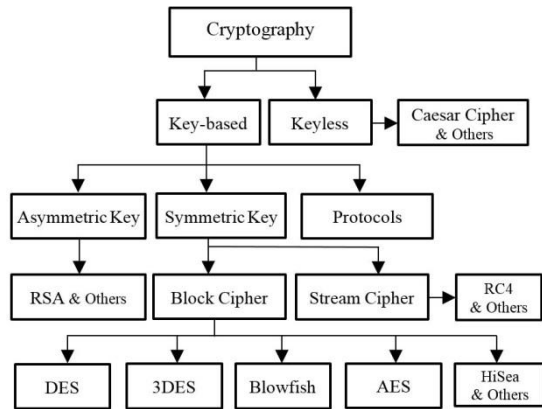 Cryptography
Key-based
Keyless
Caesar Cipher
& Others
Asymmetric Key
Symmetric Key
Protocols
RSA & Others
Block Cipher
Stream Cipher
RC4
& Others
DES
3DES
Blowfish
AES
HiSea
& Others